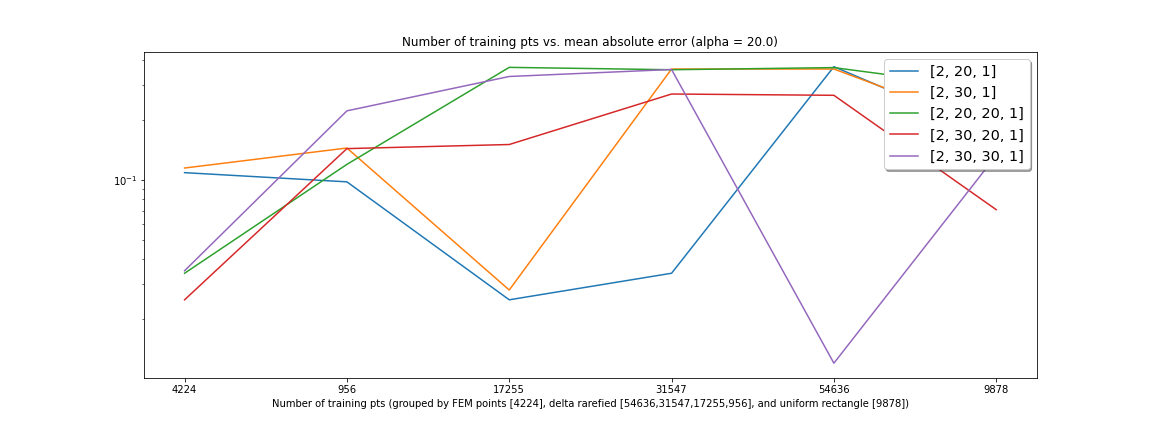 Number of training pts vs. mean absolute error (alpha = 20.0)
[2, 20, 1]
[2, 30, 1]
[2, 20, 20, 1]
[2, 30, 20, 1]
[2, 30, 30, 1]
10⁻¹
4224 956 17255 31547 54636 9878
Number of training pts (grouped by FEM points [4224], delta rarefied [54636,31547,17255,956], and uniform rectangle [9878])